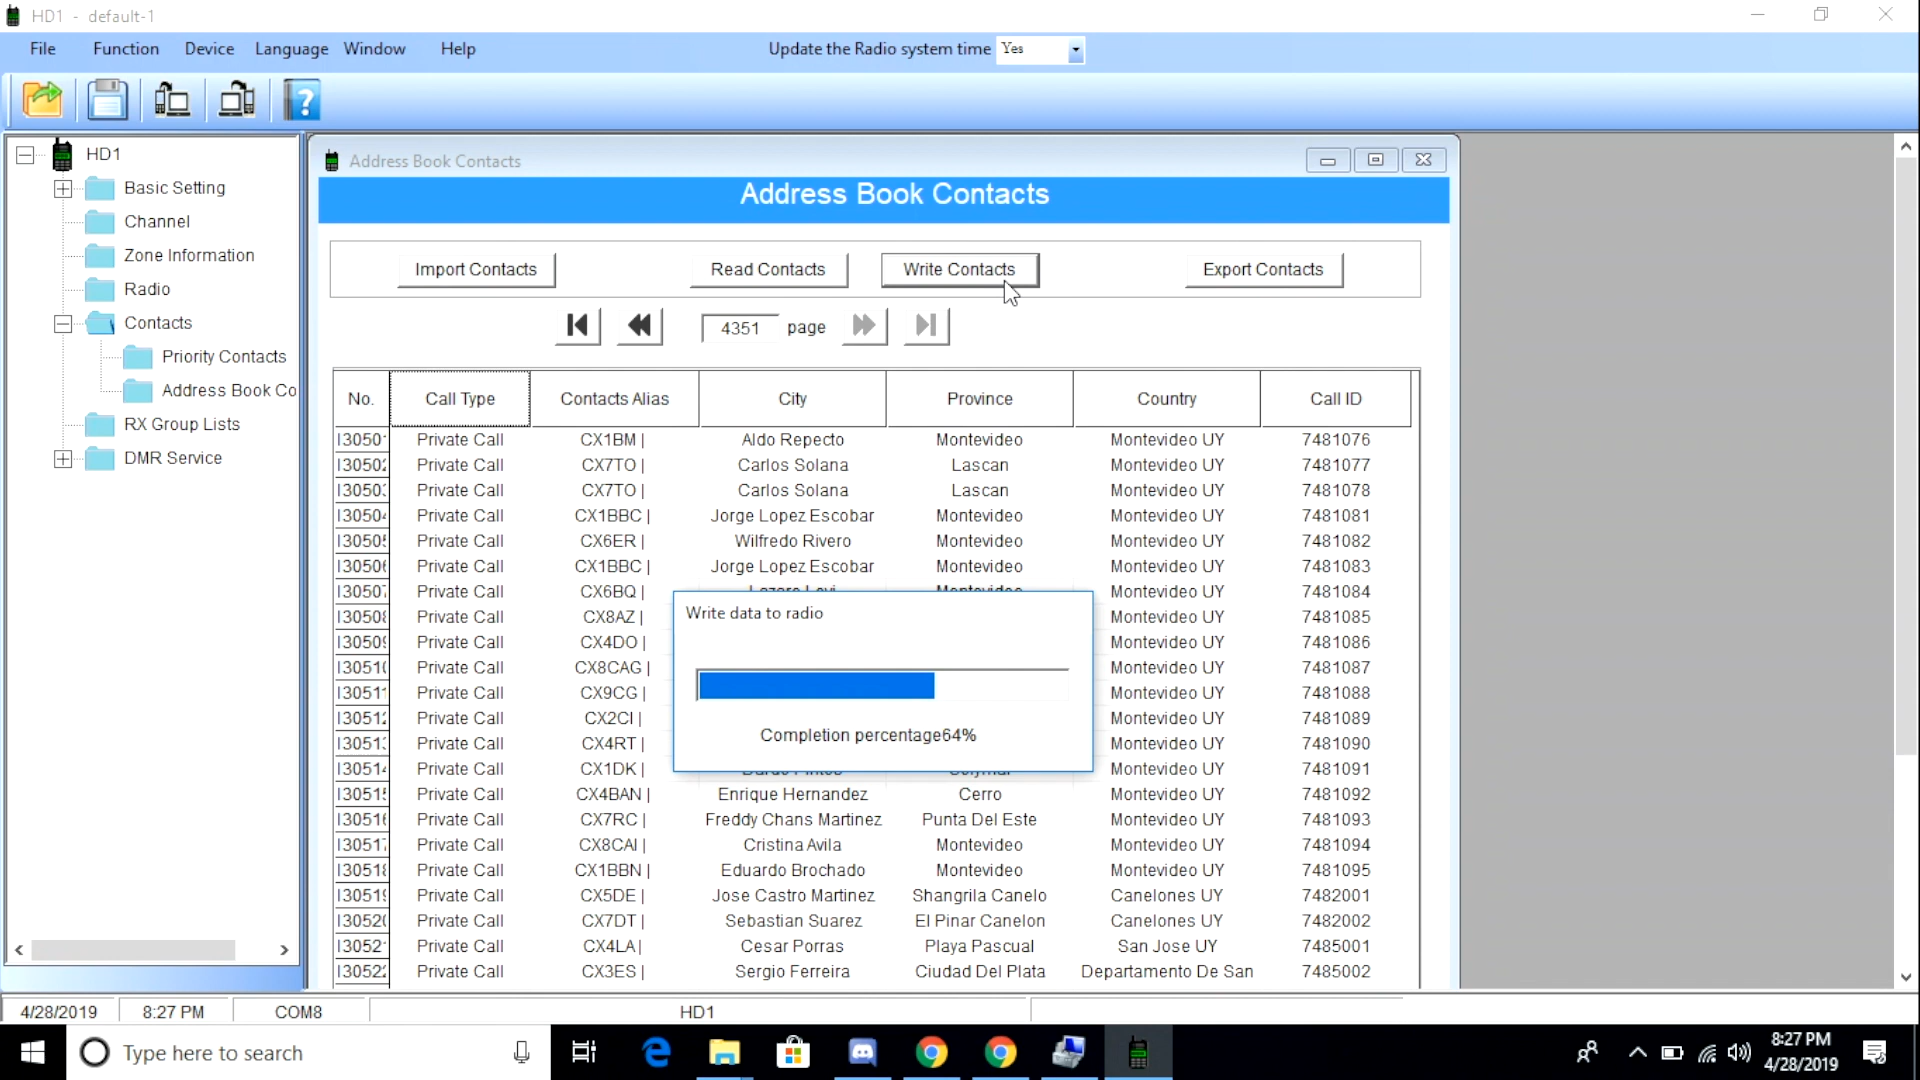 HD1 - default-1
File Function Device Language Window Help Update the Radio system time Yes
HD1
Basic Setting
Channel
Zone Information
Radio
Contacts
Priority Contacts
Address Book Co
RX Group Lists
DMR Service
Address Book Contacts
Address Book Contacts
Import Contacts Read Contacts Write Contacts Export Contacts
4351 page
No. Call Type Contacts Alias City Province Country Call ID
Private Call CX1BM | Aldo Repecto Montevideo Montevideo UY 7481076
Private Call CX7TO | Carlos Solana Lascan Montevideo UY 7481077
Private Call CX7TO | Carlos Solana Lascan Montevideo UY 7481078
Private Call CX1BBC | Jorge Lopez Escobar Montevideo Montevideo UY 7481081
Private Call CX6ER | Wilfredo Rivero Montevideo Montevideo UY 7481082
Private Call CX1BBC | Jorge Lopez Escobar Montevideo Montevideo UY 7481083
Private Call CX6BQ | Montevideo UY 7481084
Private Call CX8AZ | Montevideo UY 7481085
Private Call CX4DO | Montevideo UY 7481086
Private Call CX8CAG | Montevideo UY 7481087
Private Call CX9CG | Montevideo UY 7481088
Private Call CX2CI | Montevideo UY 7481089
Private Call CX4RT | Montevideo UY 7481090
Private Call CX1DK | Montevideo UY 7481091
Private Call CX4BAN | Enrique Hernandez Cerro Montevideo UY 7481092
Private Call CX7RC | Freddy Chans Martinez Punta Del Este Montevideo UY 7481093
Private Call CX8CAI | Cristina Avila Montevideo Montevideo UY 7481094
Private Call CX1BBN | Eduardo Brochado Montevideo Montevideo UY 7481095
Private Call CX5DE | Jose Castro Martinez Shangrila Canelo Canelones UY 7482001
Private Call CX7DT | Sebastian Suarez El Pinar Canelon Canelones UY 7482002
Private Call CX4LA | Cesar Porras Playa Pascual San Jose UY 7485001
Private Call CX3ES | Sergio Ferreira Ciudad Del Plata Departamento De San 7485002
Write data to radio
Completion percentage64%
4/28/2019 8:27 PM COM8 HD1
Type here to search
8:27 PM
4/28/2019